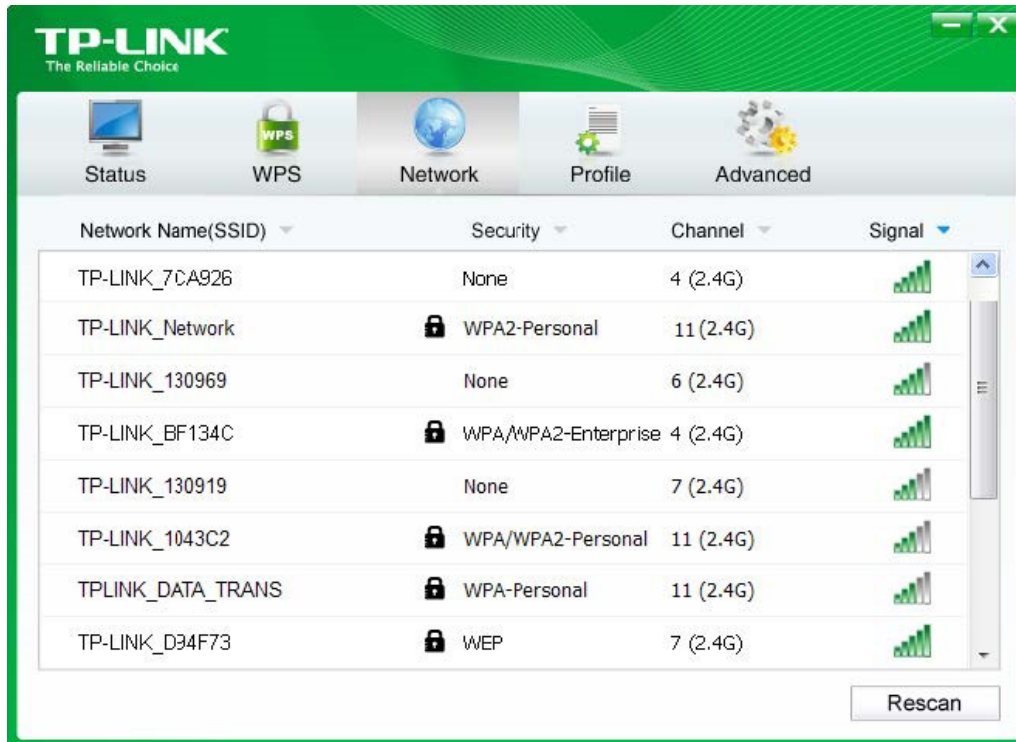 TP-LINK
The Reliable Choice
WPS
Status WPS Network Profile Advanced
Network Name(SSID) Security Channel Signal
TP-LINK_7CA926 None 4 (2.4G)
TP-LINK_Network WPA2-Personal 11(2.4G)
TP-LINK_130969 None 6 (2.4G)
TP-LINK_BF134C WPA/WPA2-Enterprise 4 (2.4G)
TP-LINK_130919 None 7 (2.4G)
TP-LINK_1043C2 WPA/WPA2-Personal 11 (2.4G)
TPLINK_DATA_TRANS WPA-Personal 11 (2.4G)
TP-LINK_D94F73 WEP 7 (2.4G)
Rescan